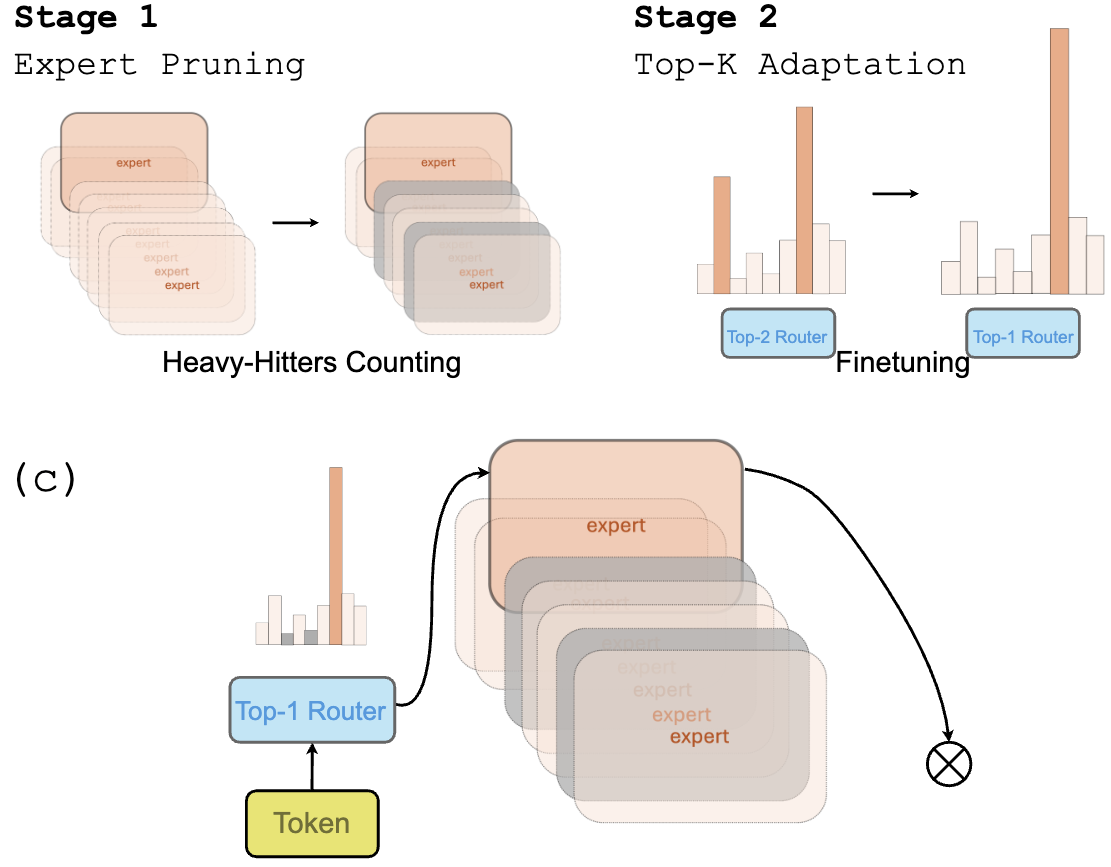 Stage 1
Expert Pruning
expert
expert
expert
expert
expert
expert
expert
expert
expert
expert
expert
Heavy-Hitters Counting
Stage 2
Top-K Adaptation
Top-2 Router
Top-1 Router
Finetuning
(c)
expert
expert
expert
expert
expert
expert
expert
expert
Top-1 Router
Token